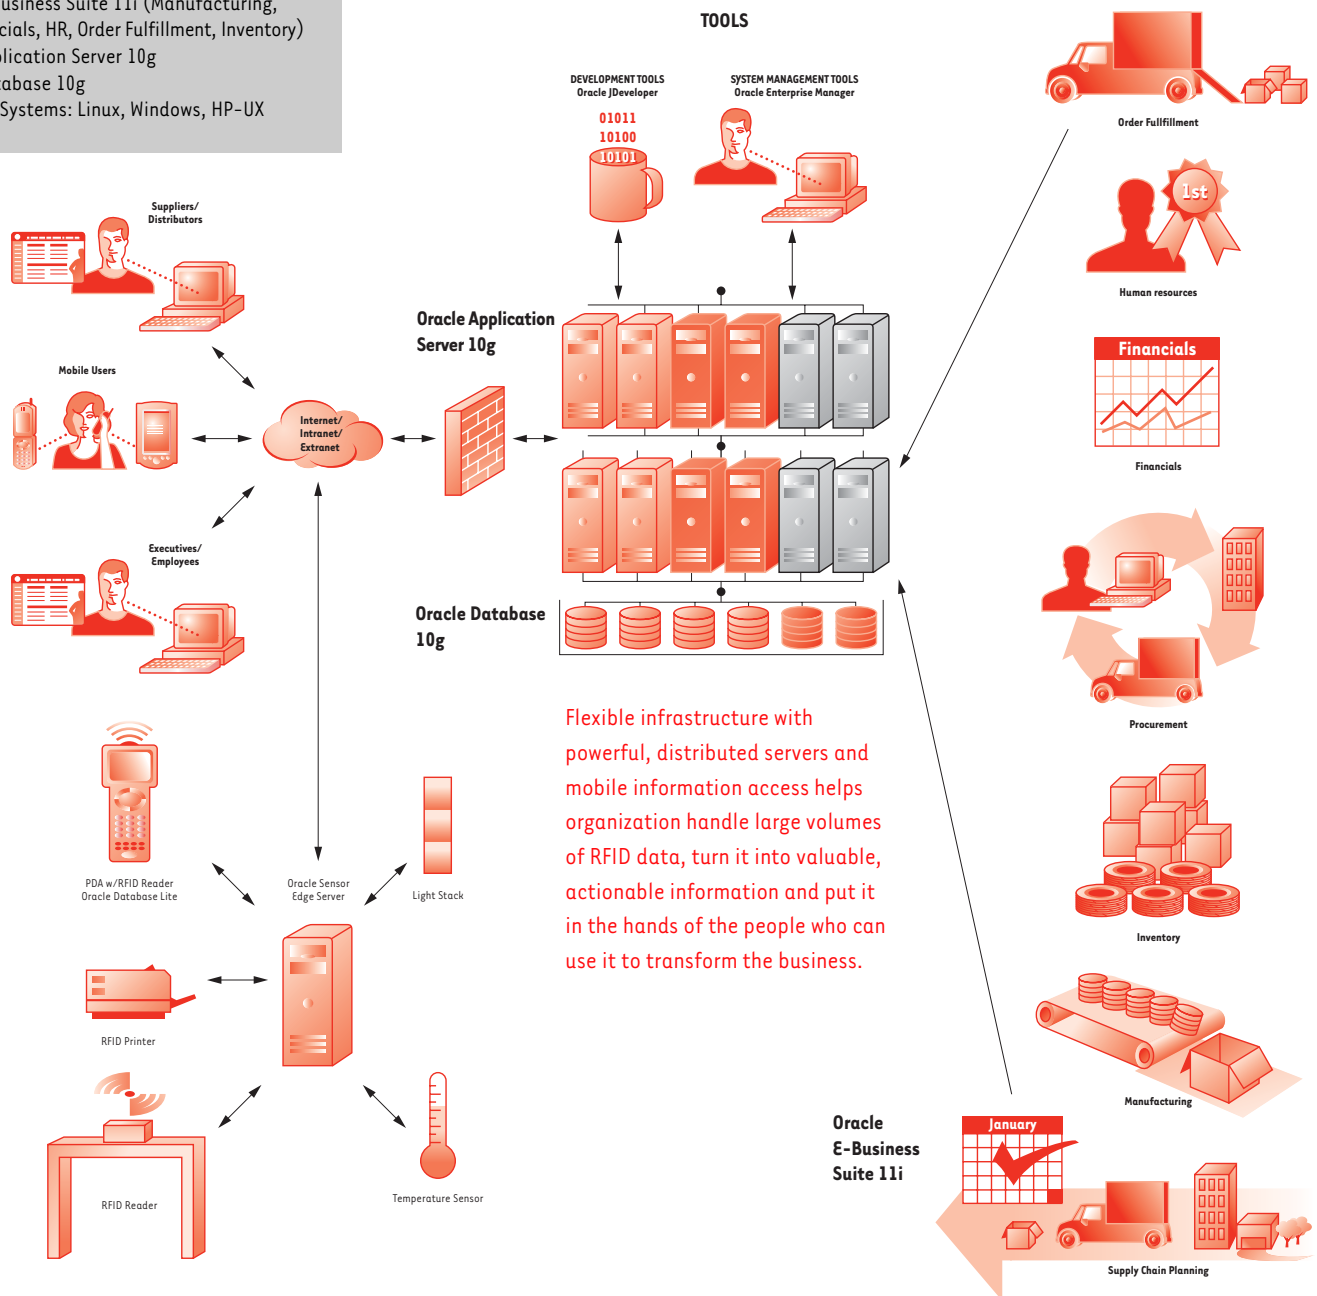 Business Suite 11i (Manufacturing,
HR, Order Fulfillment, Inventory)
Server 10g
10g
Systems: Linux, Windows, HP-UX
TOOLS
DEVELOPMENT TOOLS
Oracle JDeveloper
SYSTEM MANAGEMENT TOOLS
Oracle Enterprise Manager
01011
10100
10101
Order Fullfillment
1st
Human resources
Financials
Financials
Procurement
Inventory
Manufacturing
Suppliers/
Distributors
Mobile Users
Internet/
Intranet/
Extranet
Executives/
Employees
Oracle Application
Server 10g
Oracle Database
10g
Flexible infrastructure with
powerful, distributed servers and
mobile information access helps
organization handle large volumes
of RFID data, turn it into valuable,
actionable information and put it
in the hands of the people who can
use it to transform the business.
PDA w/RFID Reader
Oracle Database Lite
Oracle Sensor
Edge Server
Light Stack
RFID Printer
RFID Reader
Temperature Sensor
Oracle
E-Business
Suite 11i
January
Supply Chain Planning